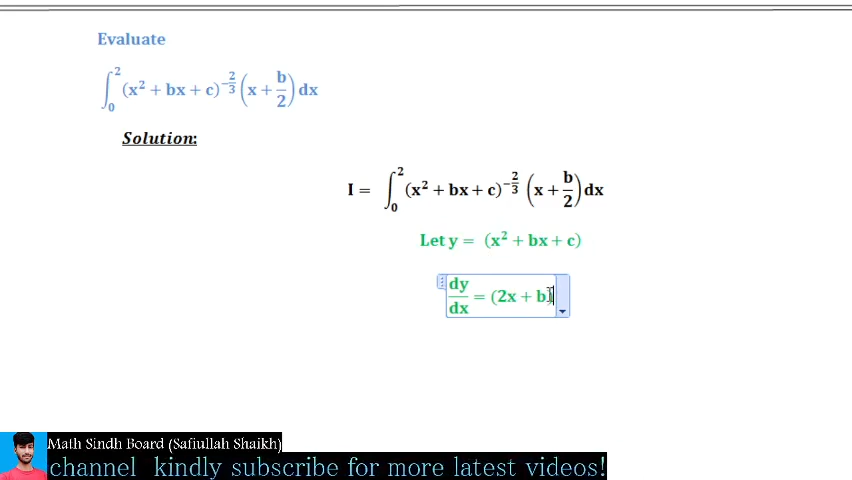 Evaluate
∫₀² (x² + bx + c)^(-2/3) (x + b/2) dx
Solution:
I = ∫₀² (x² + bx + c)^(-2/3) (x + b/2) dx
Let y = (x² + bx + c)
dy/dx = (2x + b)
Math Sindh Board (Safiullah Shaikh)
channel kindly subscribe for more latest videos!